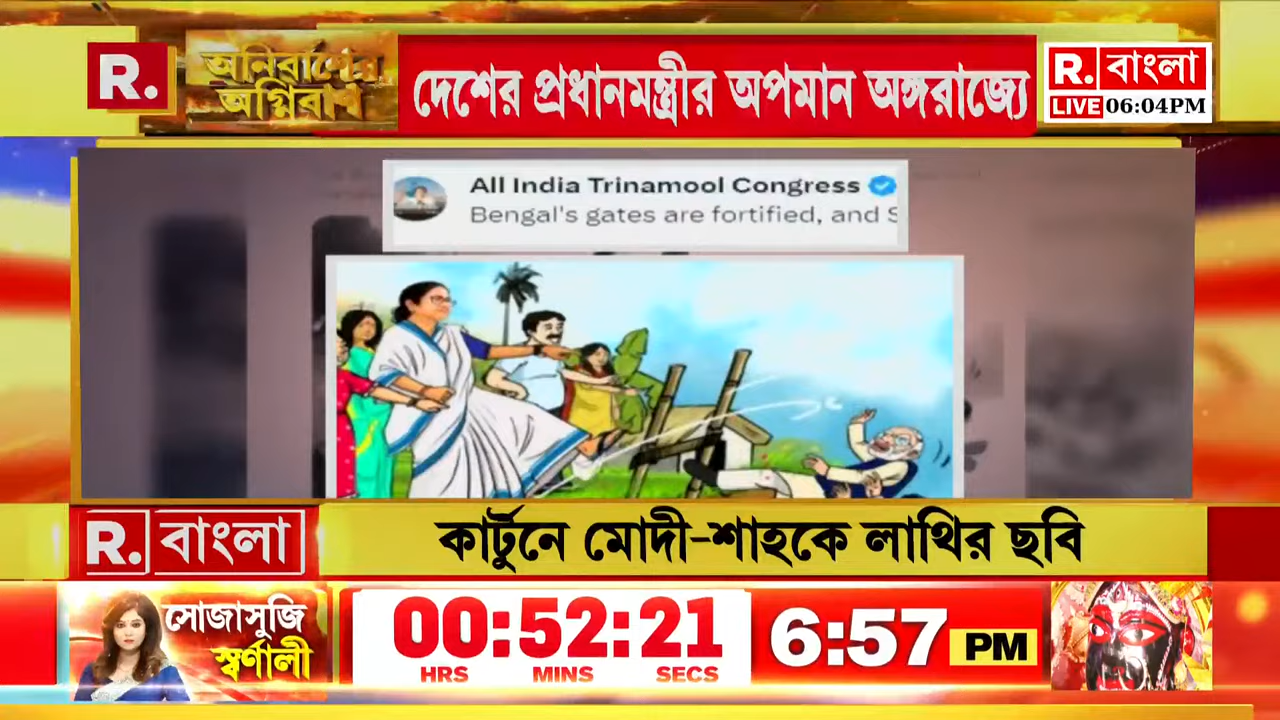 R.
অনির্বাণের
অগ্নিবাণ
দেশের প্রধানমন্ত্রীর অপমান অঙ্গরাজ্যে
R. বাংলা
LIVE 06:04PM
All India Trinamool Congress
Bengal's gates are fortified, and S
R. বাংলা
কার্টুনে মোদী-শাহকে লাথির ছবি
সোজাসুজি
স্বর্ণালী
00:52:21
HRS MINS SECS
6:57 PM